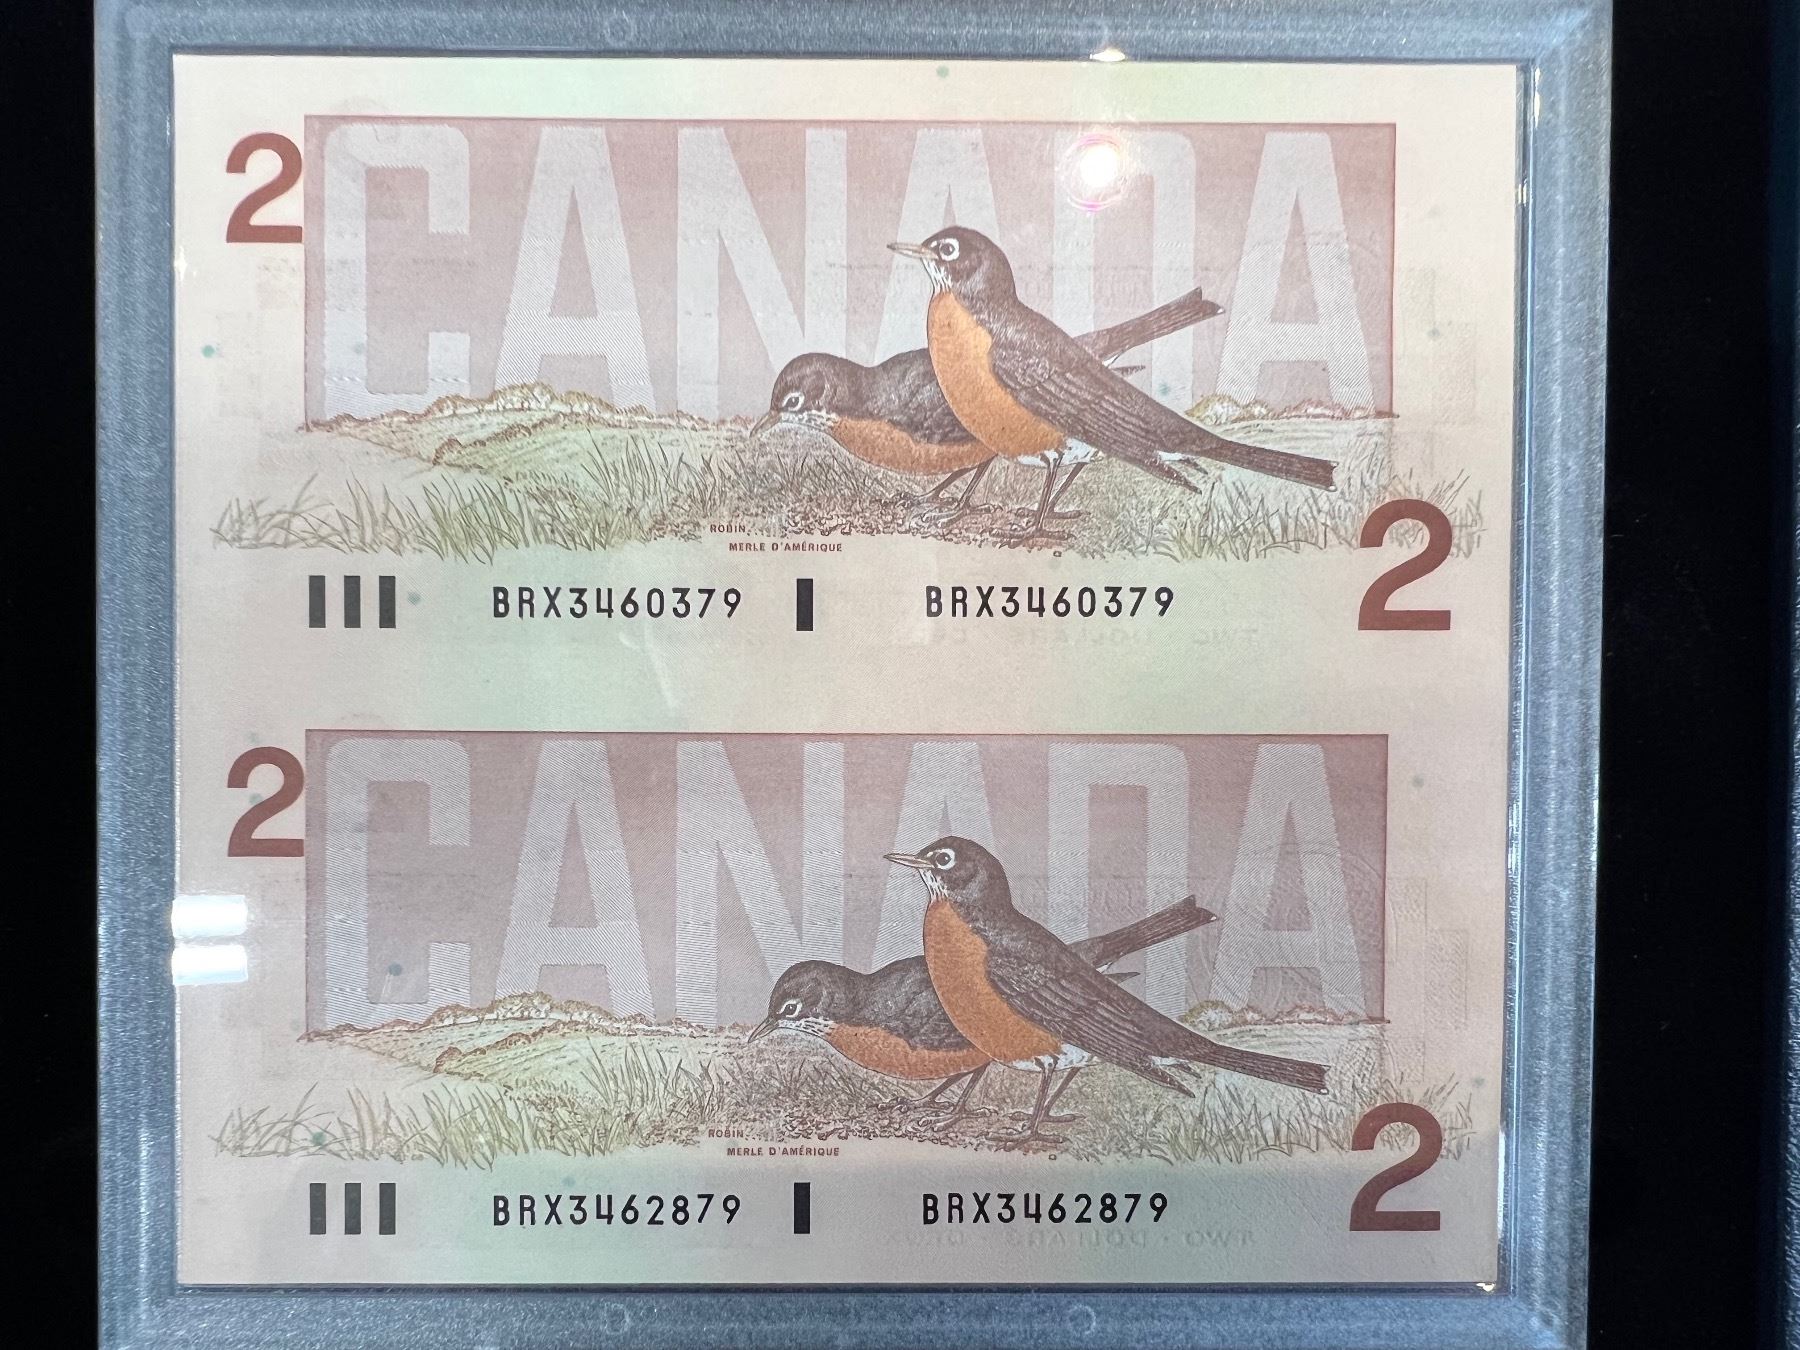 2
CANADA
ROBIN
MERLE D'AMÉRIQUE
2
BRX3460379 BRX3460379
2
CANADA
ROBIN
MERLE D'AMÉRIQUE
2
BRX3462879 BRX3462879